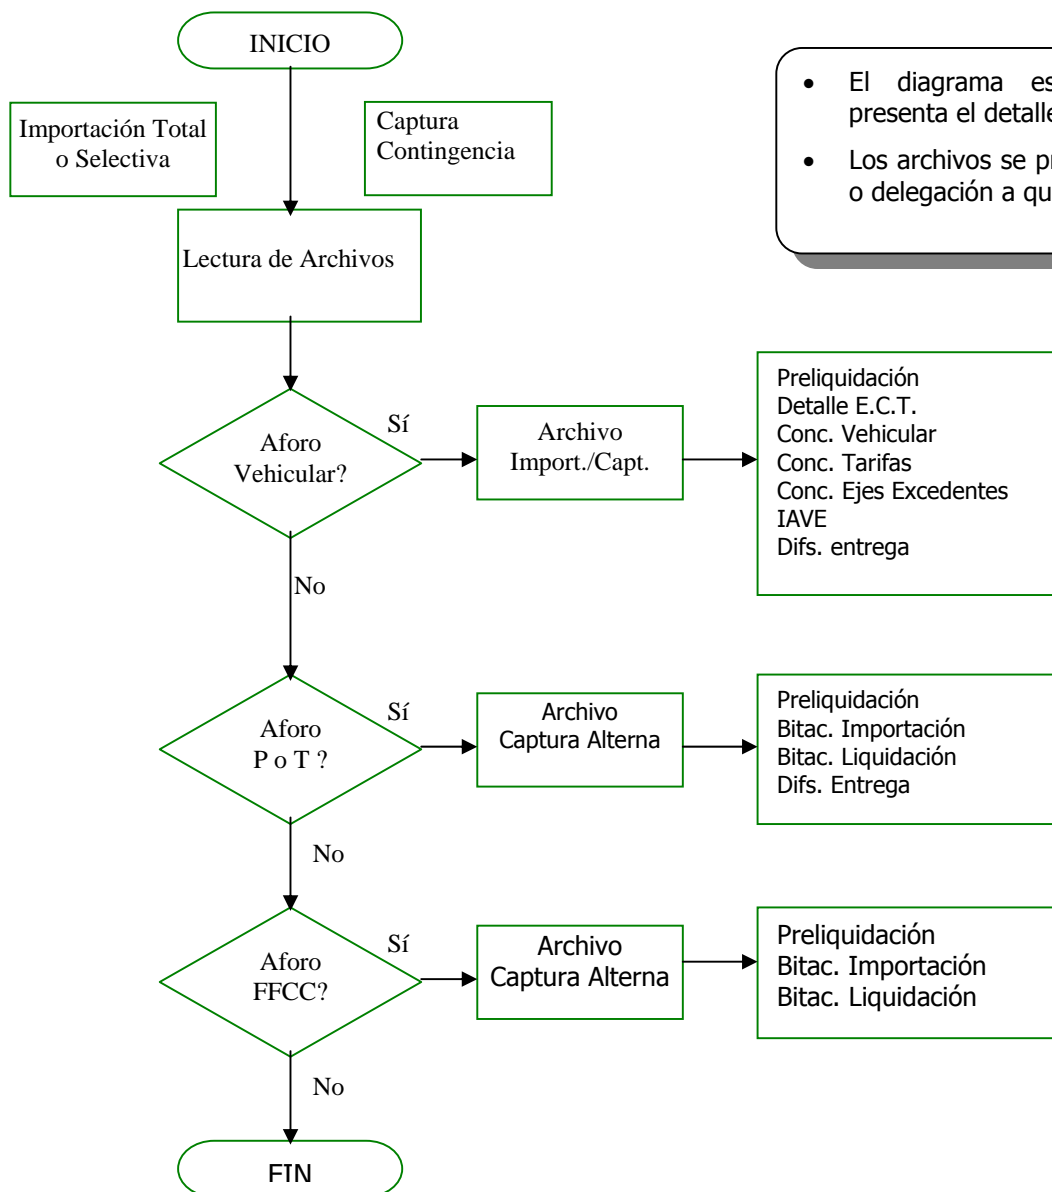 INICIO
Importación Total
o Selectiva
Captura
Contingencia
• El diagrama es
presenta el detalle
• Los archivos se pr
o delegación a qu
Lectura de Archivos
Aforo
Vehicular?
Sí
Archivo
Import./Capt.
Preliquidación
Detalle E.C.T.
Conc. Vehicular
Conc. Tarifas
Conc. Ejes Excedentes
IAVE
Difs. entrega
No
Aforo
P o T ?
Sí
Archivo
Captura Alterna
Preliquidación
Bitac. Importación
Bitac. Liquidación
Difs. Entrega
No
Aforo
FFCC?
Sí
Archivo
Captura Alterna
Preliquidación
Bitac. Importación
Bitac. Liquidación
No
FIN